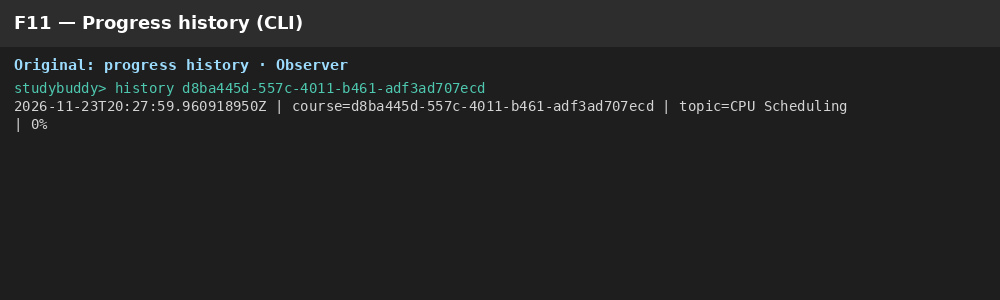 F11 — Progress history (CLI)
Original: progress history · Observer
studybuddy> history d8ba445d-557c-4011-b461-adf3ad707ecd
2026-11-23T20:27:59.960918950Z | course=d8ba445d-557c-4011-b461-adf3ad707ecd | topic=CPU Scheduling
| 0%